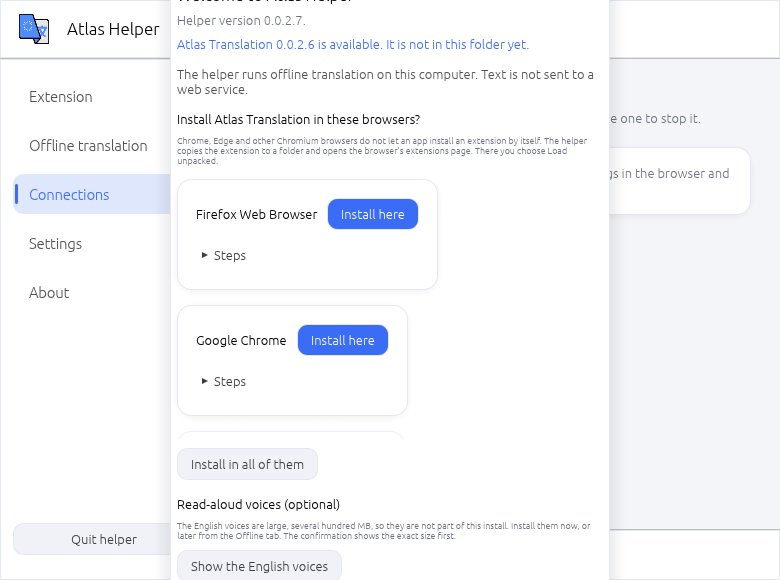 Atlas Helper
Extension
Offline translation
Connections
Settings
About
Quit helper
Helper version 0.0.2.7.
Atlas Translation 0.0.2.6 is available. It is not in this folder yet.
The helper runs offline translation on this computer. Text is not sent to a
web service.
Install Atlas Translation in these browsers?
Chrome, Edge and other Chromium browsers do not let an app install an extension by itself. The helper
copies the extension to a folder and opens the browser's extensions page. There you choose Load
unpacked.
Firefox Web Browser
Install here
▸ Steps
Google Chrome
Install here
▸ Steps
Install in all of them
Read-aloud voices (optional)
The English voices are large, several hundred MB, so they are not part of this install. Install them now, or
later from the Offline tab. The confirmation shows the exact size first.
Show the English voices
one to stop it.
in the browser and